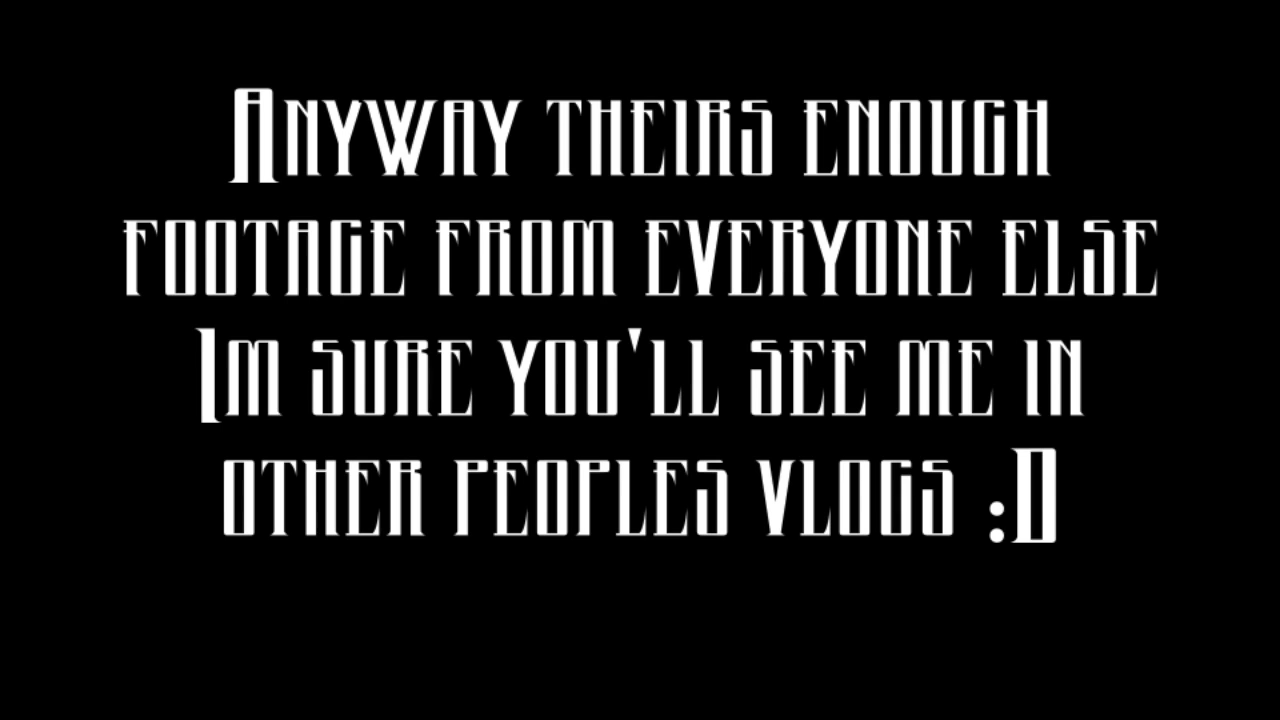 Anyway theirs enough
footage from everyone else
Im sure you'll see me in
other peoples vlogs :D